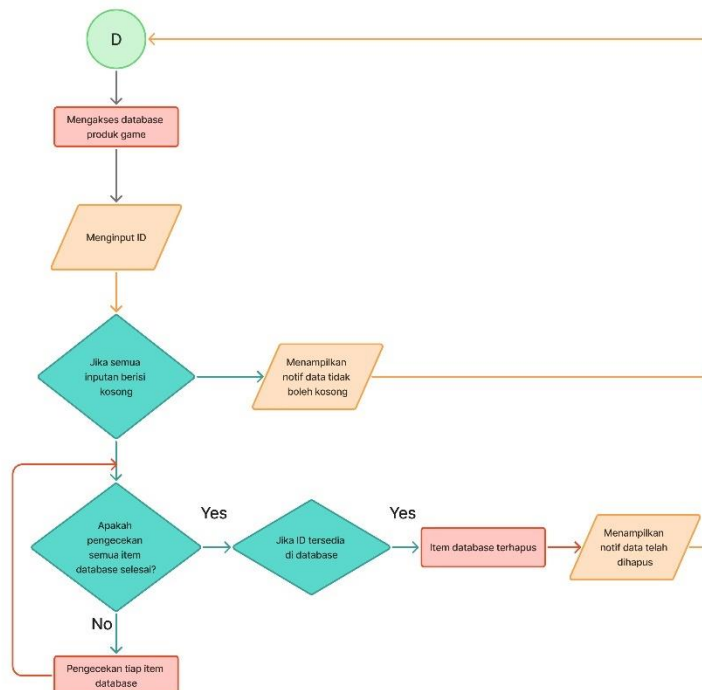 D
Mengakses database
produk game
Menginput ID
Jika semua
inputan berisi
kosong
Menampilkan
notif data tidak
boleh kosong
Apakah
pengecekan
semua item
database selesai?
Yes
Jika ID tersedia
di database
Yes
Item database terhapus
Menampilkan
notif data telah
dihapus
No
Pengecekan tiap item
database